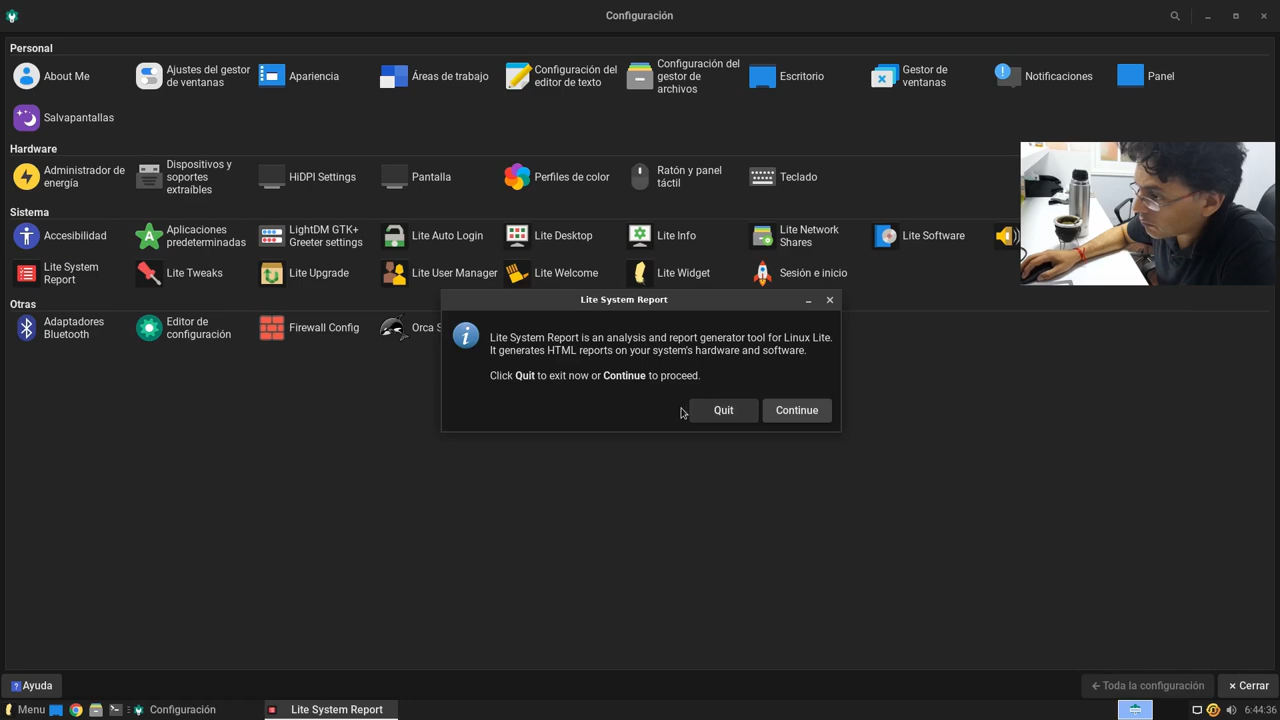 Configuración
Personal
About Me
Ajustes del gestor
de ventanas
Apariencia
Áreas de trabajo
Configuración del
editor de texto
Configuración del
gestor de
archivos
Escritorio
Gestor de
ventanas
Notificaciones
Panel
Salvapantallas
Hardware
Administrador de
energía
Dispositivos y
soportes
extraíbles
HiDPI Settings
Pantalla
Perfiles de color
Ratón y panel
táctil
Teclado
Sistema
Accesibilidad
Aplicaciones
predeterminadas
LightDM GTK+
Greeter settings
Lite Auto Login
Lite Desktop
Lite Info
Lite Network
Shares
Lite Software
Lite System
Report
Lite Tweaks
Lite Upgrade
Lite User Manager
Lite Welcome
Lite Widget
Sesión e inicio
Otras
Adaptadores
Bluetooth
Editor de
configuración
Firewall Config
Orca S
Lite System Report
Lite System Report is an analysis and report generator tool for Linux Lite.
It generates HTML reports on your system's hardware and software.
Click Quit to exit now or Continue to proceed.
Quit
Continue
Ayuda
Toda la configuración
Cerrar
Menu
Configuración
Lite System Report
6:44:36